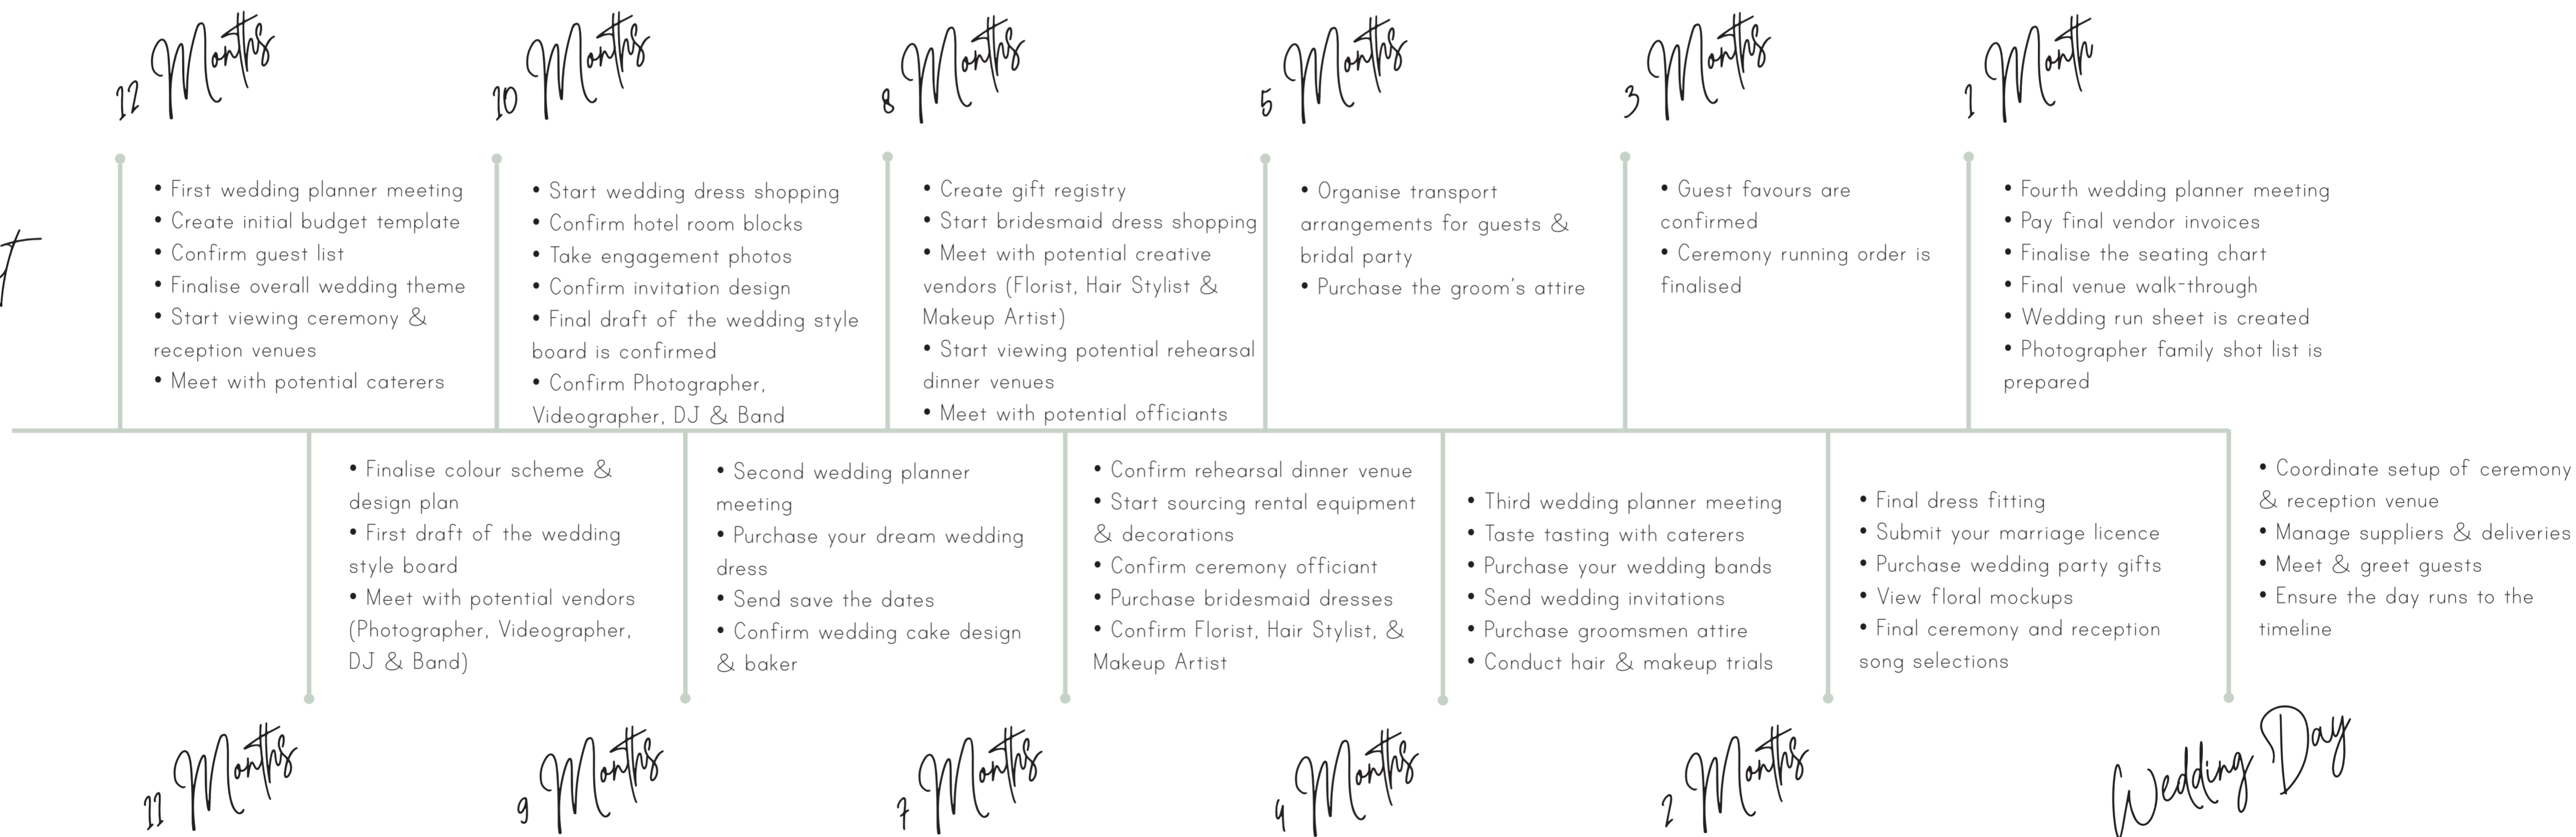 12 Months
• First wedding planner meeting
• Create initial budget template
• Confirm guest list
• Finalise overall wedding theme
• Start viewing ceremony &
reception venues
• Meet with potential caterers
• Finalise colour scheme &
design plan
• First draft of the wedding
style board
• Meet with potential vendors
(Photographer, Videographer,
DJ & Band)
11 Months
10 Months
• Start wedding dress shopping
• Confirm hotel room blocks
• Take engagement photos
• Confirm invitation design
• Final draft of the wedding style
board is confirmed
• Confirm Photographer,
Videographer, DJ & Band
• Second wedding planner
meeting
• Purchase your dream wedding
dress
• Send save the dates
• Confirm wedding cake design
& baker
9 Months
8 Months
• Create gift registry
• Start bridesmaid dress shopping
• Meet with potential creative
vendors (Florist, Hair Stylist &
Makeup Artist)
• Start viewing potential rehearsal
dinner venues
• Meet with potential officiants
• Confirm rehearsal dinner venue
• Start sourcing rental equipment
& decorations
• Confirm ceremony officiant
• Purchase bridesmaid dresses
• Confirm Florist, Hair Stylist, &
Makeup Artist
7 Months
5 Months
• Organise transport
arrangements for guests &
bridal party
• Purchase the groom's attire
• Third wedding planner meeting
• Taste tasting with caterers
• Purchase your wedding bands
• Send wedding invitations
• Purchase groomsmen attire
• Conduct hair & makeup trials
4 Months
3 Months
• Guest favours are
confirmed
• Ceremony running order is
finalised
• Final dress fitting
• Submit your marriage licence
• Purchase wedding party gifts
• View floral mockups
• Final ceremony and reception
song selections
2 Months
1 Month
• Fourth wedding planner meeting
• Pay final vendor invoices
• Finalise the seating chart
• Final venue walk-through
• Wedding run sheet is created
• Photographer family shot list is
prepared
• Coordinate setup of ceremony
& reception venue
• Manage suppliers & deliveries
• Meet & greet guests
• Ensure the day runs to the
timeline
Wedding Day